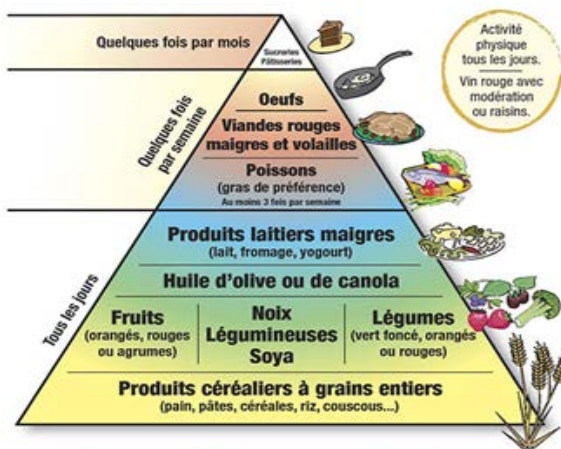 Quelques fois par mois
Sucreries
Pâtisseries
Activité
physique
tous les jours.
Vin rouge avec
modération
ou raisins.
Quelques fois
par semaine
Oeufs
Viandes rouges
maigres et volailles
Poissons
(gras de préférence)
Au moins 3 fois par semaine
Tous les jours
Produits laitiers maigres
(lait, fromage, yogourt)
Huile d'olive ou de canola
Fruits
(orangés, rouges
ou agrumes)
Noix
Légumineuses
Soya
Légumes
(vert foncé, orangés
ou rouges)
Produits céréaliers à grains entiers
(pain, pâtes, céréales, riz, couscous...)